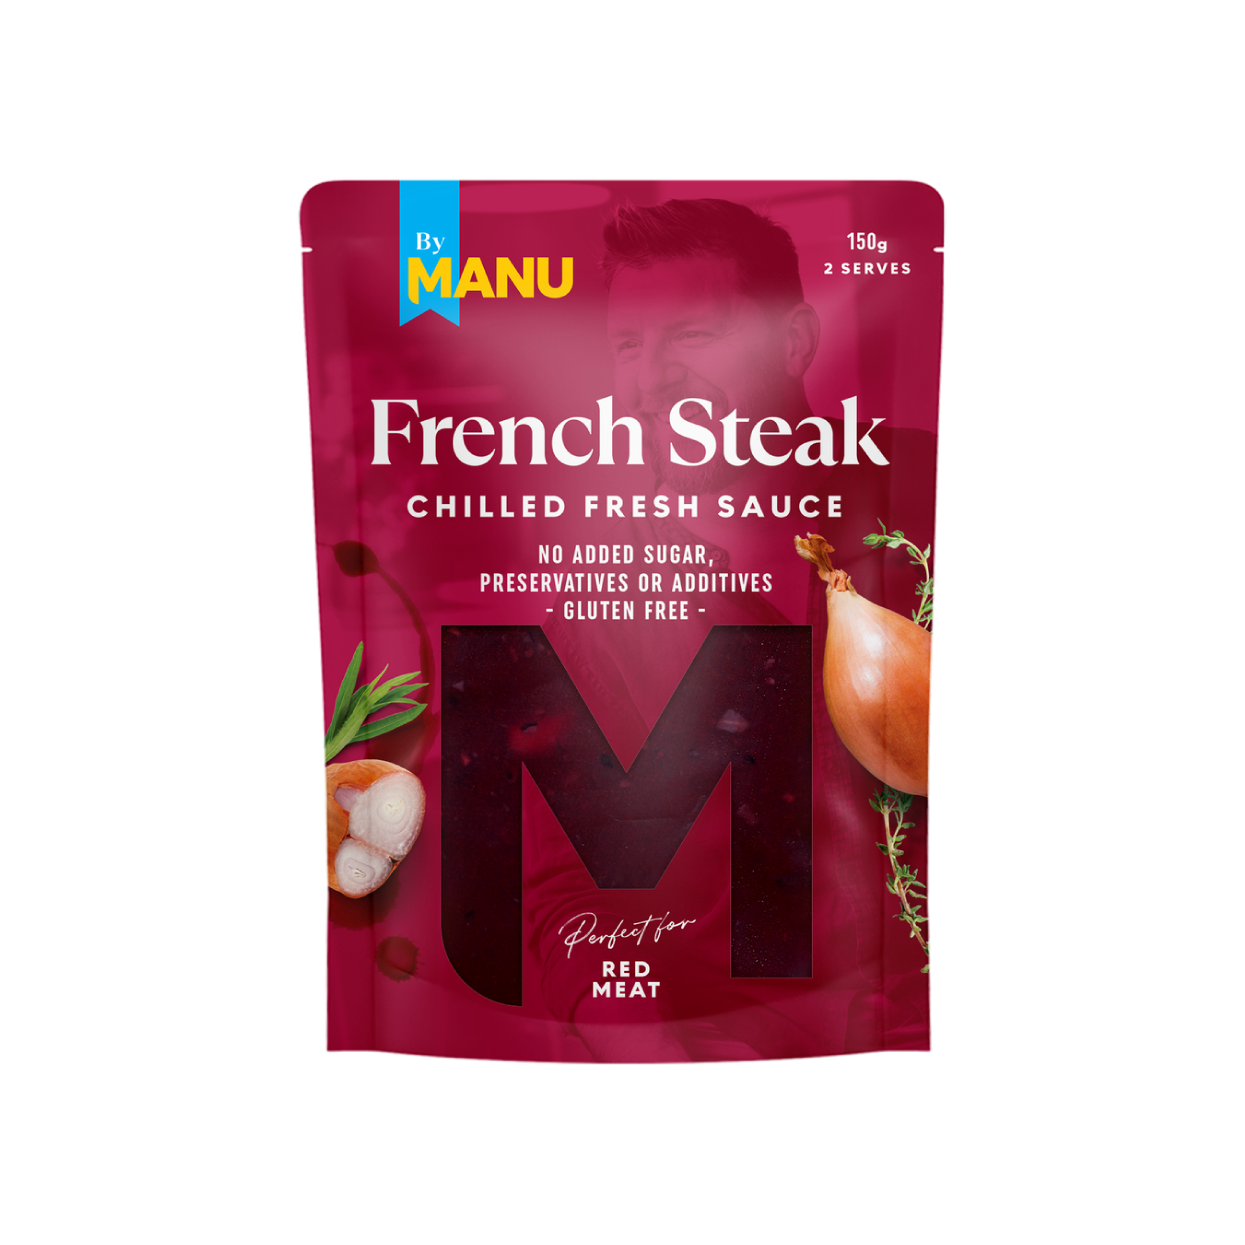 By
MANU
150g
2 SERVES
French Steak
CHILLED FRESH SAUCE
NO ADDED SUGAR,
PRESERVATIVES OR ADDITIVES
- GLUTEN FREE -
Perfect for
RED
MEAT